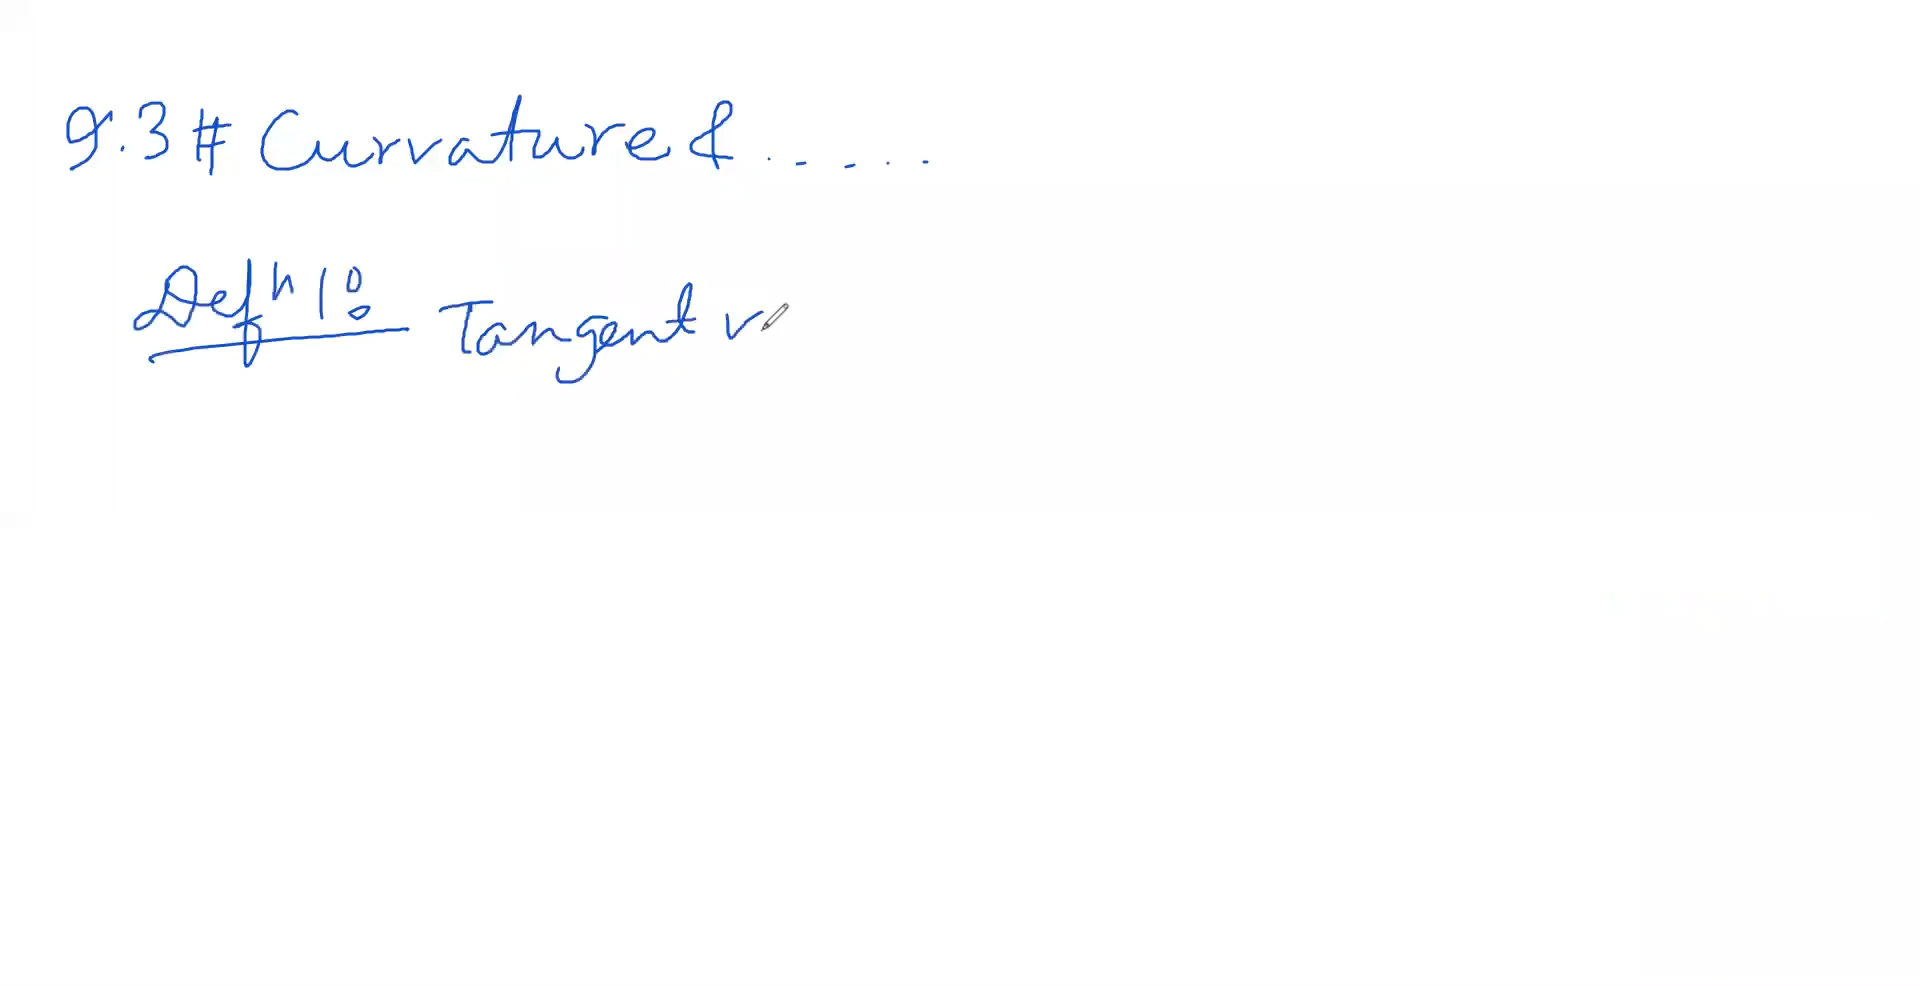 9.3 # Curvature & .....
Defⁿ 1: Tangent v